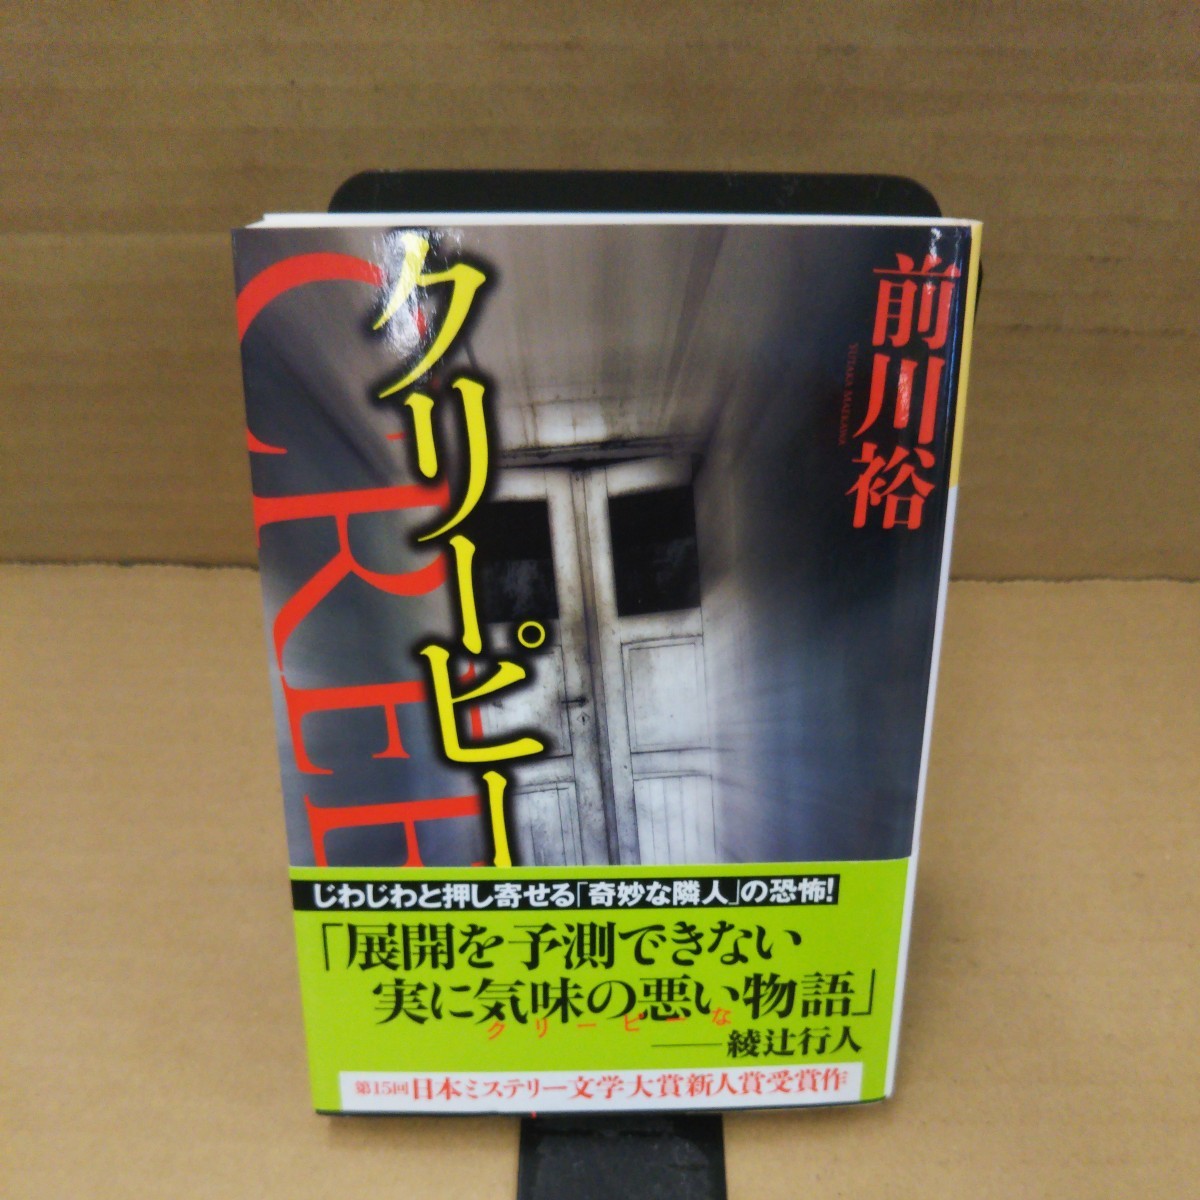 前川裕
YUTAKA MAEKAWA
クリーピー
CREE
じわじわと押し寄せる「奇妙な隣人」の恐怖!
「展開を予測できない
実に気味の悪い物語」
クリーピーな
——綾辻行人
第15回日本ミステリー文学大賞新人賞受賞作